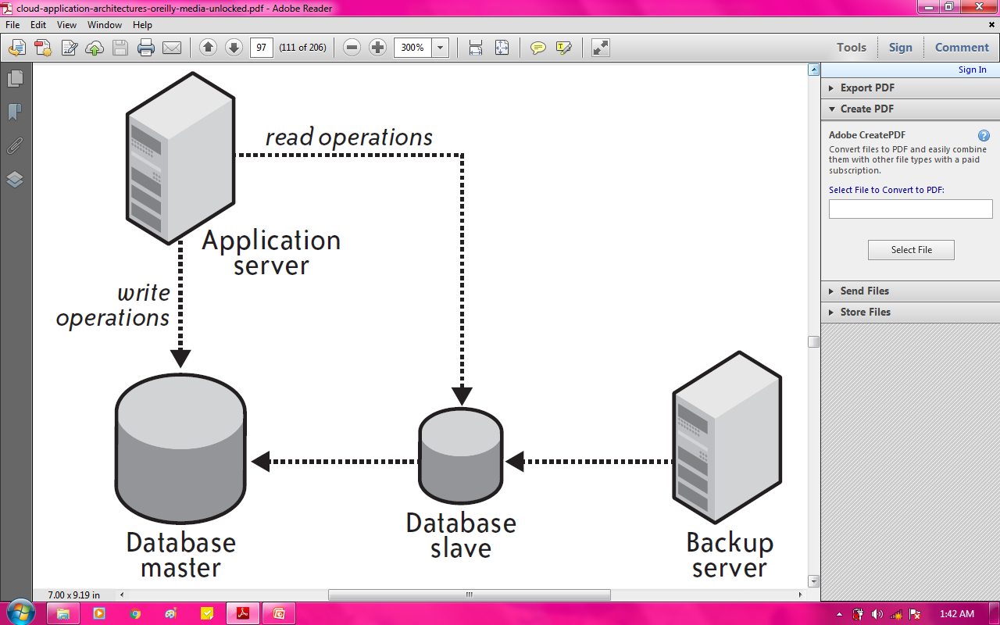 cloud-application-architectures-oreilly-media-unlocked.pdf - Adobe Reader
File Edit View Window Help
97 (111 of 206) 300% Tools Sign Comment
Sign In
Export PDF
Create PDF
Adobe CreatePDF
Convert files to PDF and easily combine
them with other file types with a paid
subscription.
Select File to Convert to PDF:
Select File
Send Files
Store Files
read operations
Application
server
write
operations
Database
master
Database
slave
Backup
server
7.00 x 9.19 in
1:42 AM